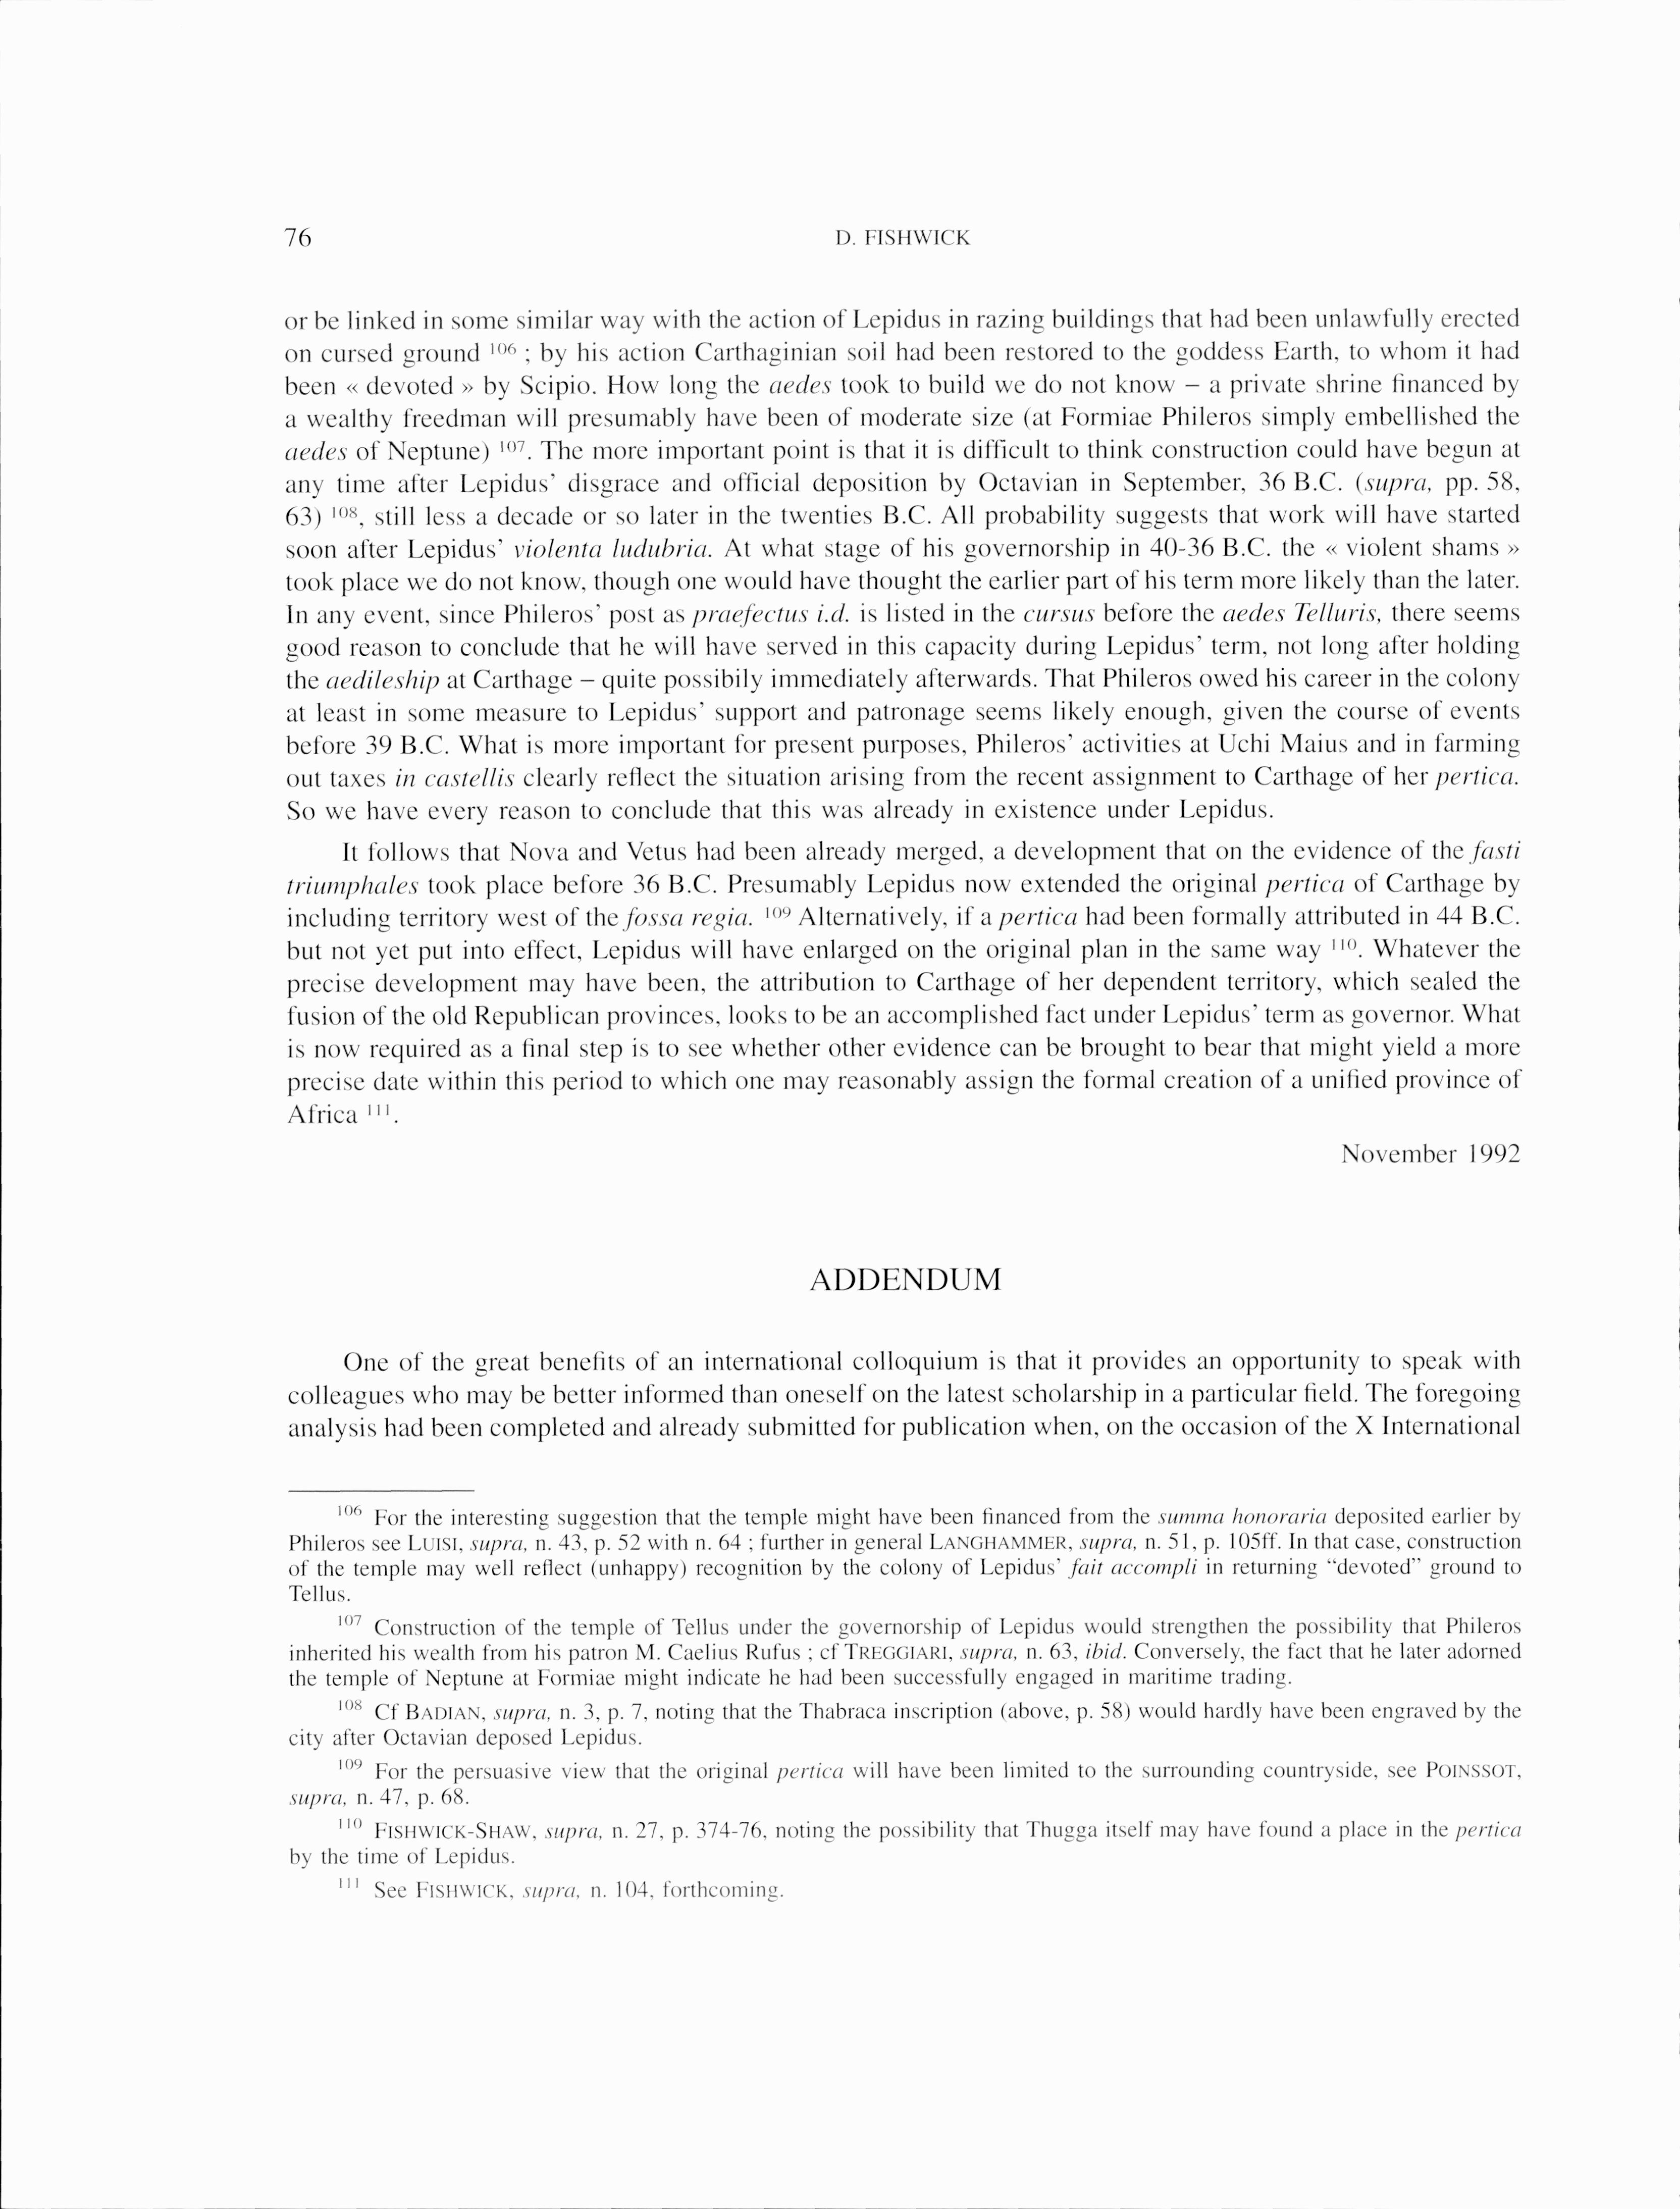 76
D. FISHWICK
or be linked in some similar way with the action of Lepidus in razing buildings that had been unlawfully erected
on cursed ground 106 ; by his action Carthaginian soil had been restored to the goddess Earth, to whom it had
been « devoted » by Scipio. How long the aedes took to build we do not know – a private shrine financed by
a wealthy freedman will presumably have been of moderate size (at Formiae Phileros simply embellished the
aedes of Neptune) 107. The more important point is that it is difficult to think construction could have begun at
any time after Lepidus' disgrace and official deposition by Octavian in September, 36 B.C. (supra, pp. 58,
63) 108, still less a decade or so later in the twenties B.C. All probability suggests that work will have started
soon after Lepidus' violenta ludubria. At what stage of his governorship in 40-36 B.C. the « violent shams »
took place we do not know, though one would have thought the earlier part of his term more likely than the later.
In any event, since Phileros' post as praefectus i.d. is listed in the cursus before the aedes Telluris, there seems
good reason to conclude that he will have served in this capacity during Lepidus' term, not long after holding
the aedileship at Carthage – quite possibily immediately afterwards. That Phileros owed his career in the colony
at least in some measure to Lepidus' support and patronage seems likely enough, given the course of events
before 39 B.C. What is more important for present purposes, Phileros' activities at Uchi Maius and in farming
out taxes in castellis clearly reflect the situation arising from the recent assignment to Carthage of her pertica.
So we have every reason to conclude that this was already in existence under Lepidus.
It follows that Nova and Vetus had been already merged, a development that on the evidence of the fasti
triumphales took place before 36 B.C. Presumably Lepidus now extended the original pertica of Carthage by
including territory west of the fossa regia. 109 Alternatively, if a pertica had been formally attributed in 44 B.C.
but not yet put into effect, Lepidus will have enlarged on the original plan in the same way 110. Whatever the
precise development may have been, the attribution to Carthage of her dependent territory, which sealed the
fusion of the old Republican provinces, looks to be an accomplished fact under Lepidus' term as governor. What
is now required as a final step is to see whether other evidence can be brought to bear that might yield a more
precise date within this period to which one may reasonably assign the formal creation of a unified province of
Africa 111.
November 1992
ADDENDUM
One of the great benefits of an international colloquium is that it provides an opportunity to speak with
colleagues who may be better informed than oneself on the latest scholarship in a particular field. The foregoing
analysis had been completed and already submitted for publication when, on the occasion of the X International
106 For the interesting suggestion that the temple might have been financed from the summa honoraria deposited earlier by
Phileros see LUISI, supra, n. 43, p. 52 with n. 64 ; further in general LANGHAMMER, supra, n. 51, p. 105ff. In that case, construction
of the temple may well reflect (unhappy) recognition by the colony of Lepidus' fait accompli in returning “devoted” ground to
Tellus.
107 Construction of the temple of Tellus under the governorship of Lepidus would strengthen the possibility that Phileros
inherited his wealth from his patron M. Caelius Rufus ; cf TREGGIARI, supra, n. 63, ibid. Conversely, the fact that he later adorned
the temple of Neptune at Formiae might indicate he had been successfully engaged in maritime trading.
108 Cf BADIAN, supra, n. 3, p. 7, noting that the Thabraca inscription (above, p. 58) would hardly have been engraved by the
city after Octavian deposed Lepidus.
109 For the persuasive view that the original pertica will have been limited to the surrounding countryside, see POINSSOT,
supra, n. 47, p. 68.
110 FISHWICK-SHAW, supra, n. 27, p. 374-76, noting the possibility that Thugga itself may have found a place in the pertica
by the time of Lepidus.
111 See FISHWICK, supra, n. 104, forthcoming.